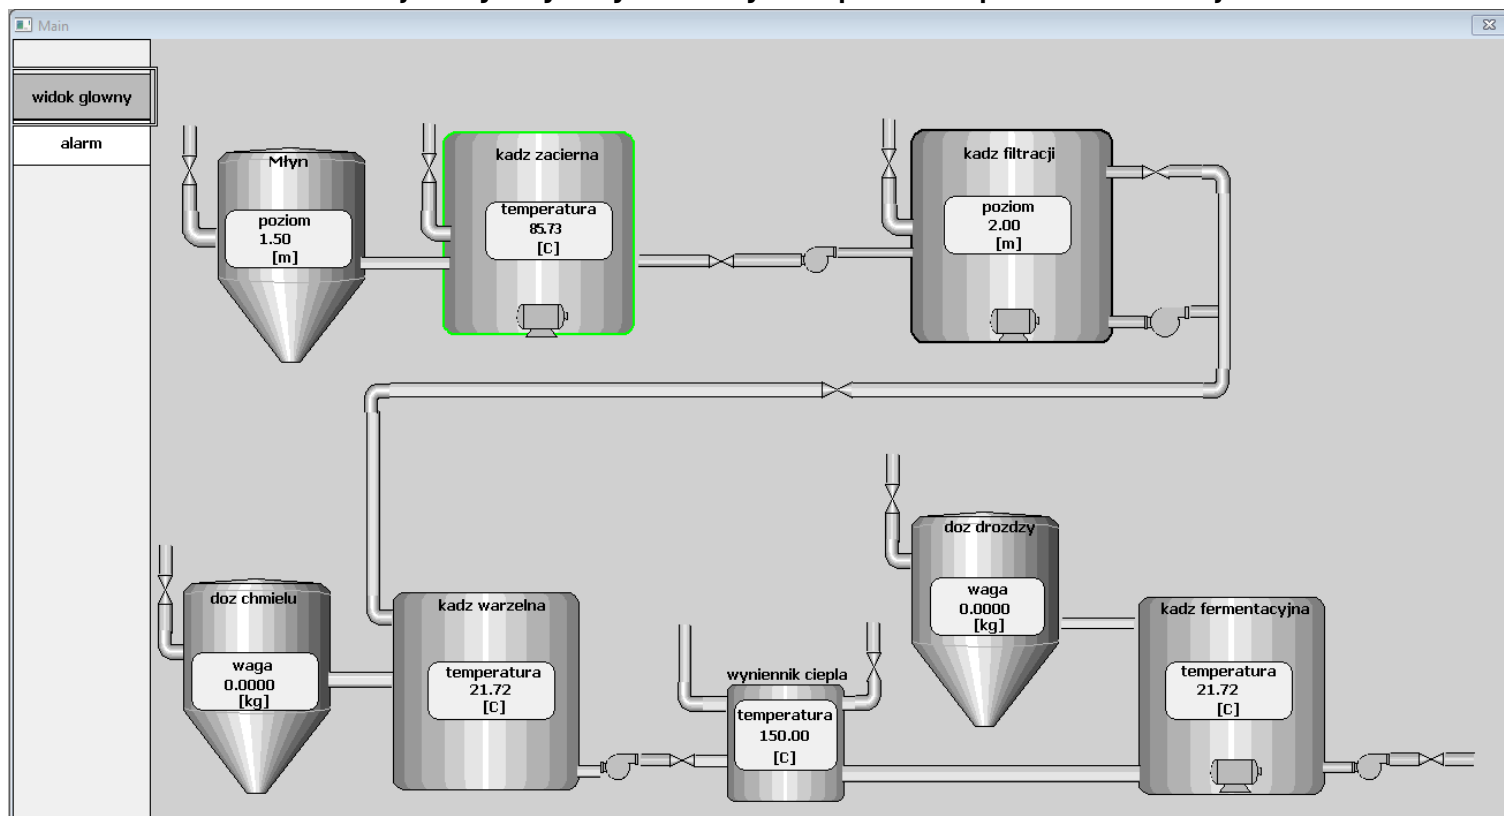 Main
widok glowny
alarm
Młyn
poziom
1.50
[m]
kadz zacierna
temperatura
85.73
[C]
kadz filtracji
poziom
2.00
[m]
doz chmielu
waga
0.0000
[kg]
kadz warzelna
temperatura
21.72
[C]
wyniennik ciepla
temperatura
150.00
[C]
doz drozdzy
waga
0.0000
[kg]
kadz fermentacyjna
temperatura
21.72
[C]